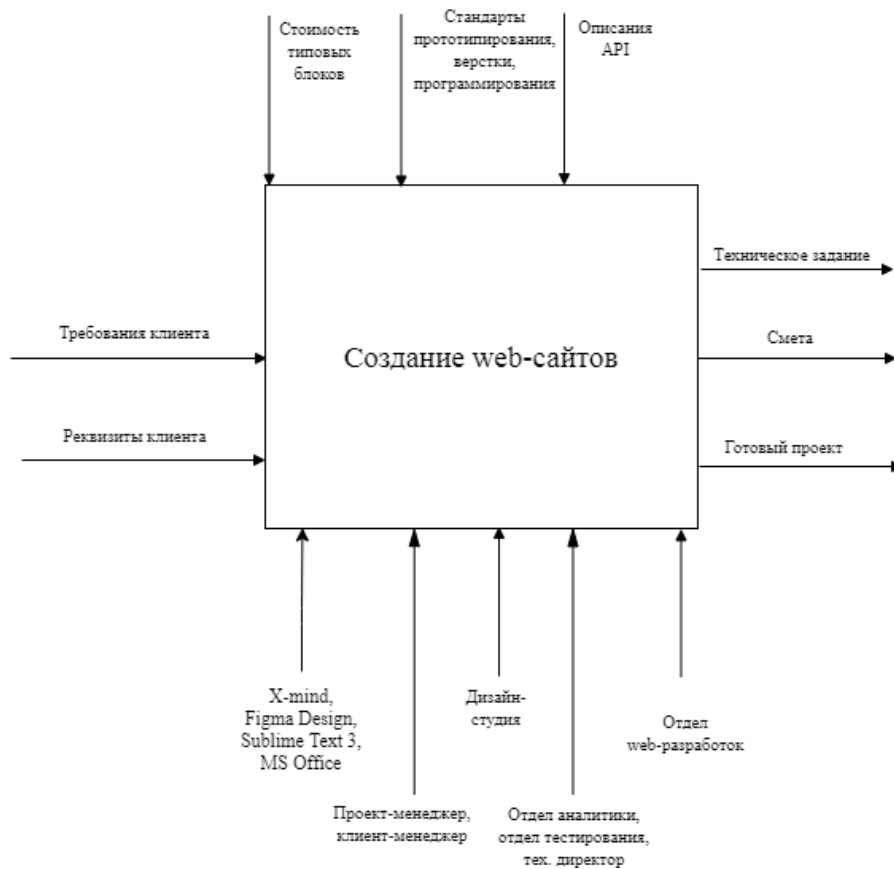 Стоимость
типовых
блоков
Стандарты
прототипирования,
верстки,
программирования
Описания
API
Техническое задание
Требования клиента
Создание web-сайтов
Смета
Реквизиты клиента
Готовый проект
X-mind,
Figma Design,
Sublime Text 3,
MS Office
Дизайн-
студия
Отдел
web-разработок
Проект-менеджер,
клиент-менеджер
Отдел аналитики,
отдел тестирования,
тех. директор